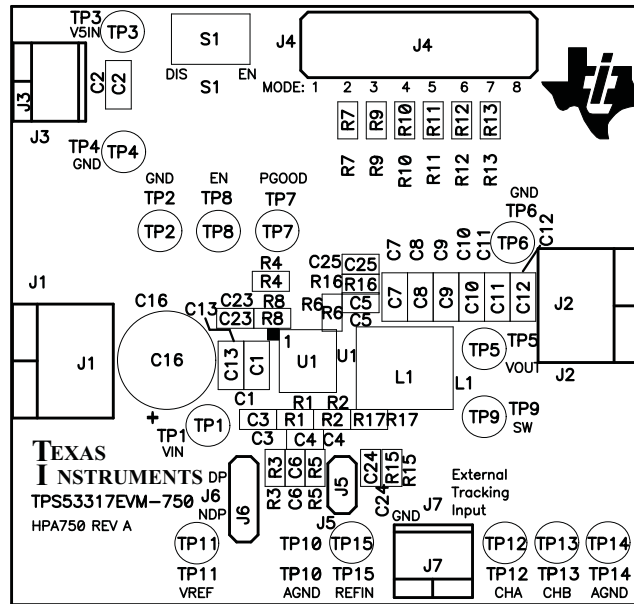 TP3
V5IN
TP3
C2
C2
S1
DIS
EN
S1
J4
J4
MODE: 1 2 3 4 5 6 7 8
J3
J3
R7 R9 R10 R11 R12 R13
R7 R9 R10 R11 R12 R13
TP4
GND
TP4
GND EN PGOOD
TP2 TP8 TP7
TP2 TP8 TP7
GND
TP6
TP6
C12
C7 C8 C9 C10 C11
R4
R4
C25
C25
R16
R16
C7 C8 C9 C10 C11 C12
J2
J2
J1
J1
C16
C16
C13
C23
C23
R8
R8
R6
R6
C5
C5
C13
C1
C1
1
U1
U1
L1
L1
TP5
TP5
VOUT
TP9
TP9
SW
TP1
VIN
TP1
R1 R2
C3 R1 R2 R17 R17
C3 C4 C4
TEXAS
INSTRUMENTS
TPS53317EVM-750
HPA750 REV A
DP
J6
NDP
J6
R3 C6 R5
R3 C6 R5
J5
J5
C24 R15
C24 R15
External
Tracking
Input
J7
GND
J7
TP11 TP10 TP15 TP12 TP13 TP14
TP11 TP10 TP15 TP12 TP13 TP14
VREF AGND REFIN CHA CHB AGND